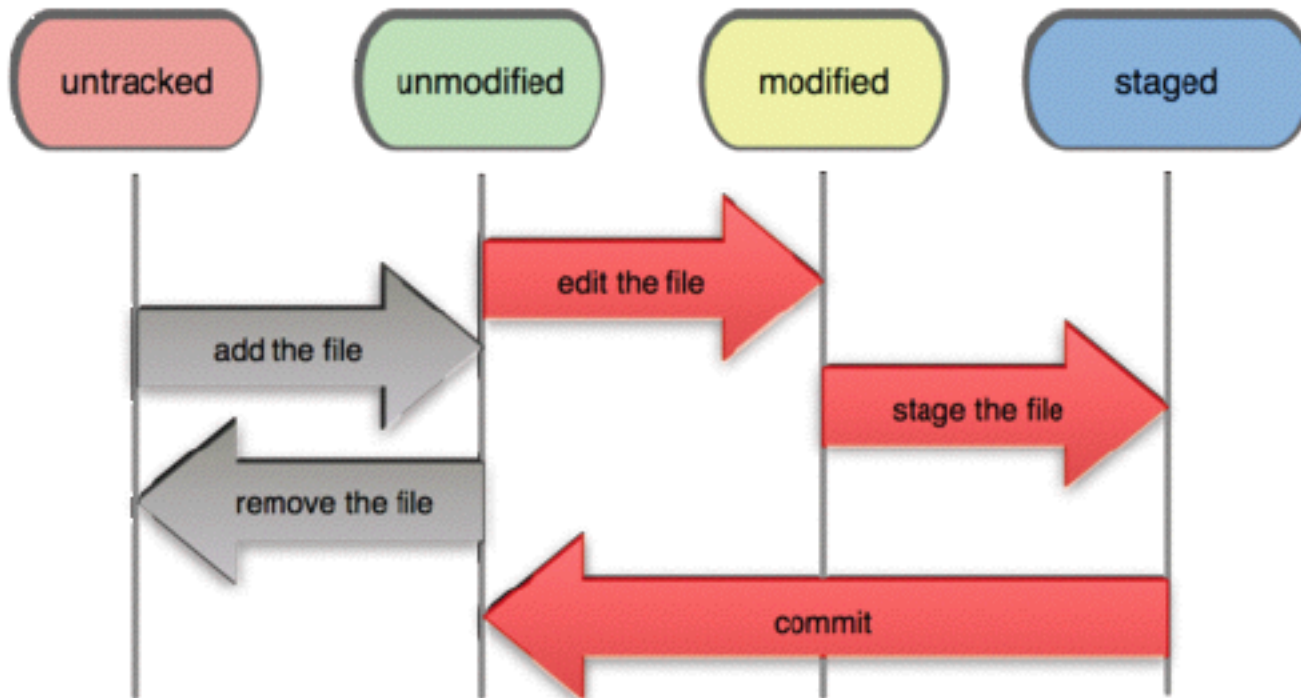 untracked
unmodified
modified
staged
edit the file
add the file
stage the file
remove the file
commit